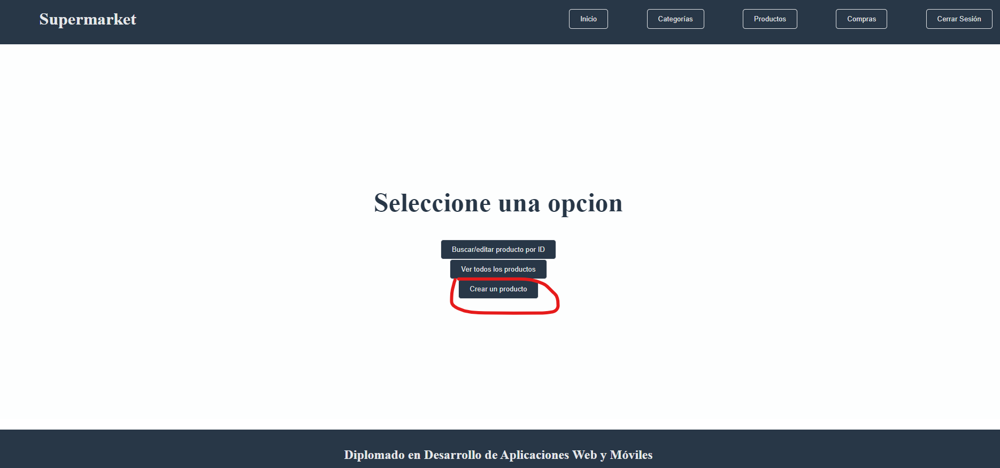 Supermarket
Inicio
Categorías
Productos
Compras
Cerrar Sesión
Seleccione una opcion
Buscar/editar producto por ID
Ver todos los productos
Crear un producto
Diplomado en Desarrollo de Aplicaciones Web y Móviles